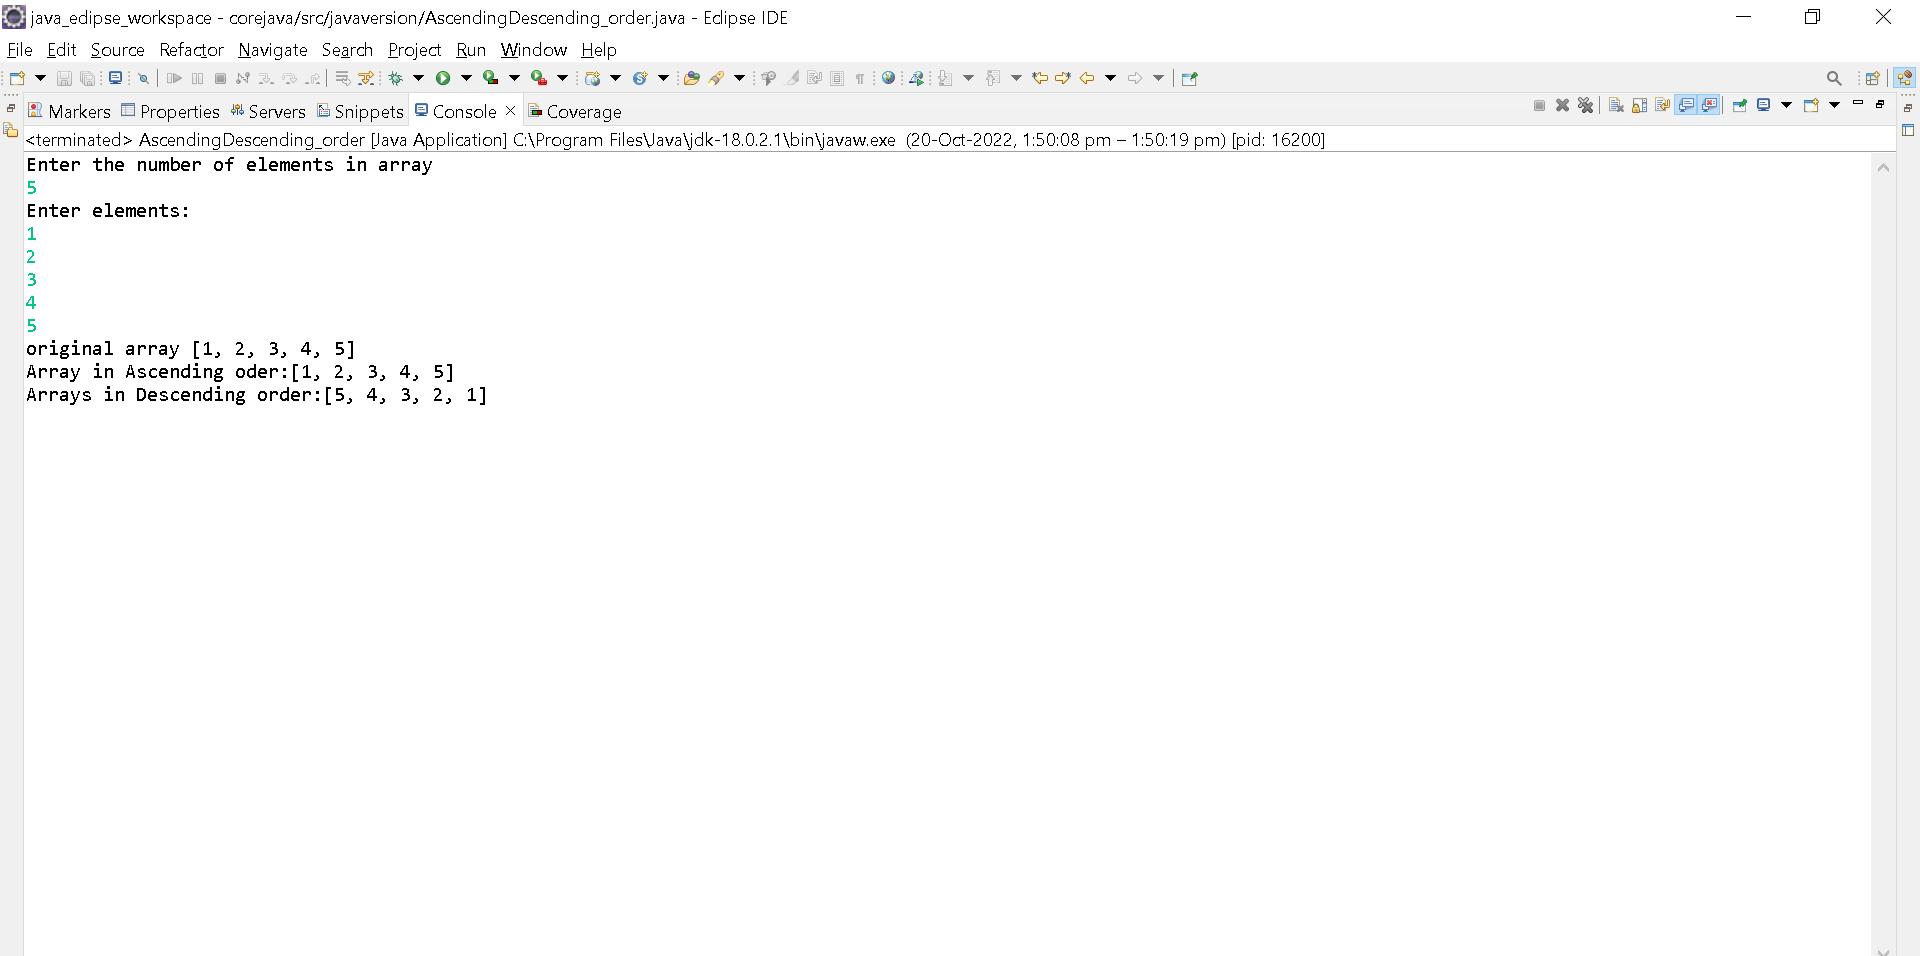 java_eclipse_workspace - corejava/src/javaversion/AscendingDescending_order.java - Eclipse IDE
File Edit Source Refactor Navigate Search Project Run Window Help
Markers Properties Servers Snippets Console Coverage
<terminated> AscendingDescending_order [Java Application] C:\Program Files\Java\jdk-18.0.2.1\bin\javaw.exe (20-Oct-2022, 1:50:08 pm – 1:50:19 pm) [pid: 16200]
Enter the number of elements in array
5
Enter elements:
1
2
3
4
5
original array [1, 2, 3, 4, 5]
Array in Ascending oder:[1, 2, 3, 4, 5]
Arrays in Descending order:[5, 4, 3, 2, 1]